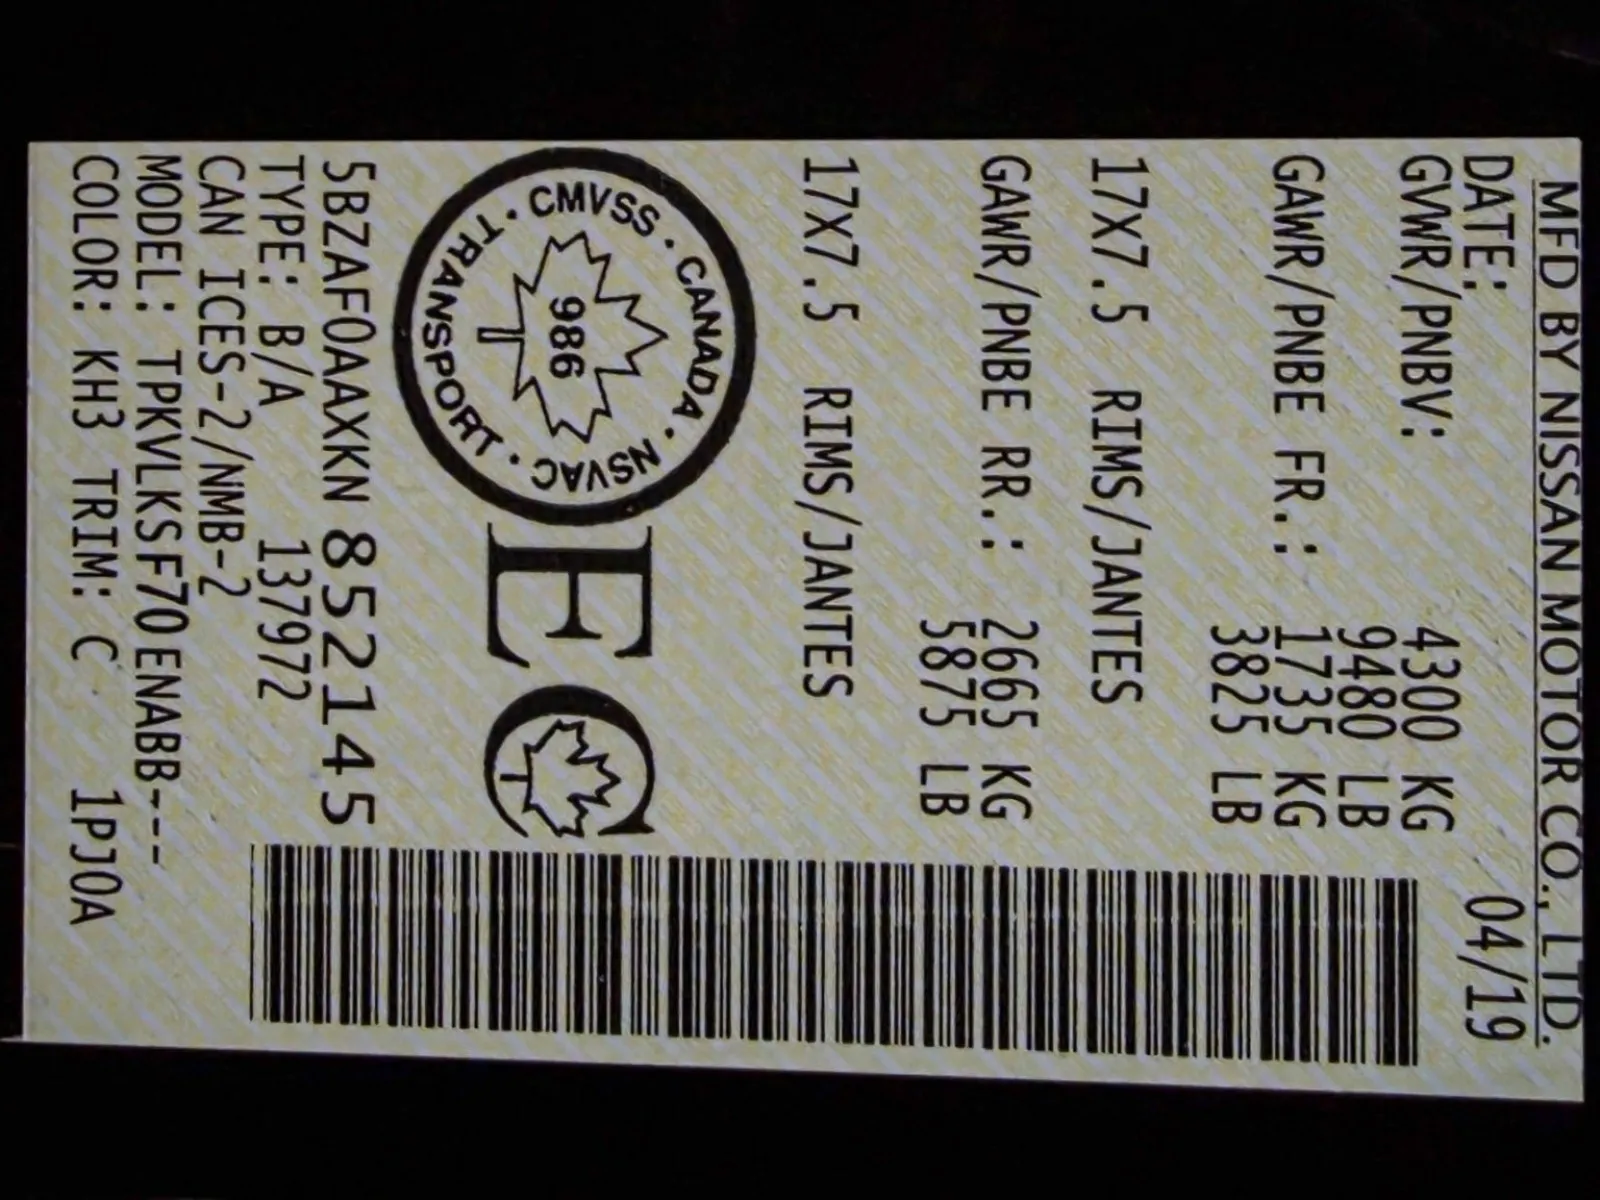 MFD BY NISSAN MOTOR CO., LTD.
DATE: 04/19
GVWR/PNBV: 4300 KG
9480 LB
GAWR/PNBE FR.: 1735 KG
3825 LB
17X7.5 RIMS/JANTES
GAWR/PNBE RR.: 2665 KG
5875 LB
17X7.5 RIMS/JANTES
CMVSS · CANADA · NSVAC · TRANSPORT ·
986
EC
5BZAF0AAXKN 852145
TYPE: B/A 137972
CAN ICES-2/NMB-2
MODEL: TPKVLKSF70ENABB---
COLOR: KH3 TRIM: C 1PJ0A